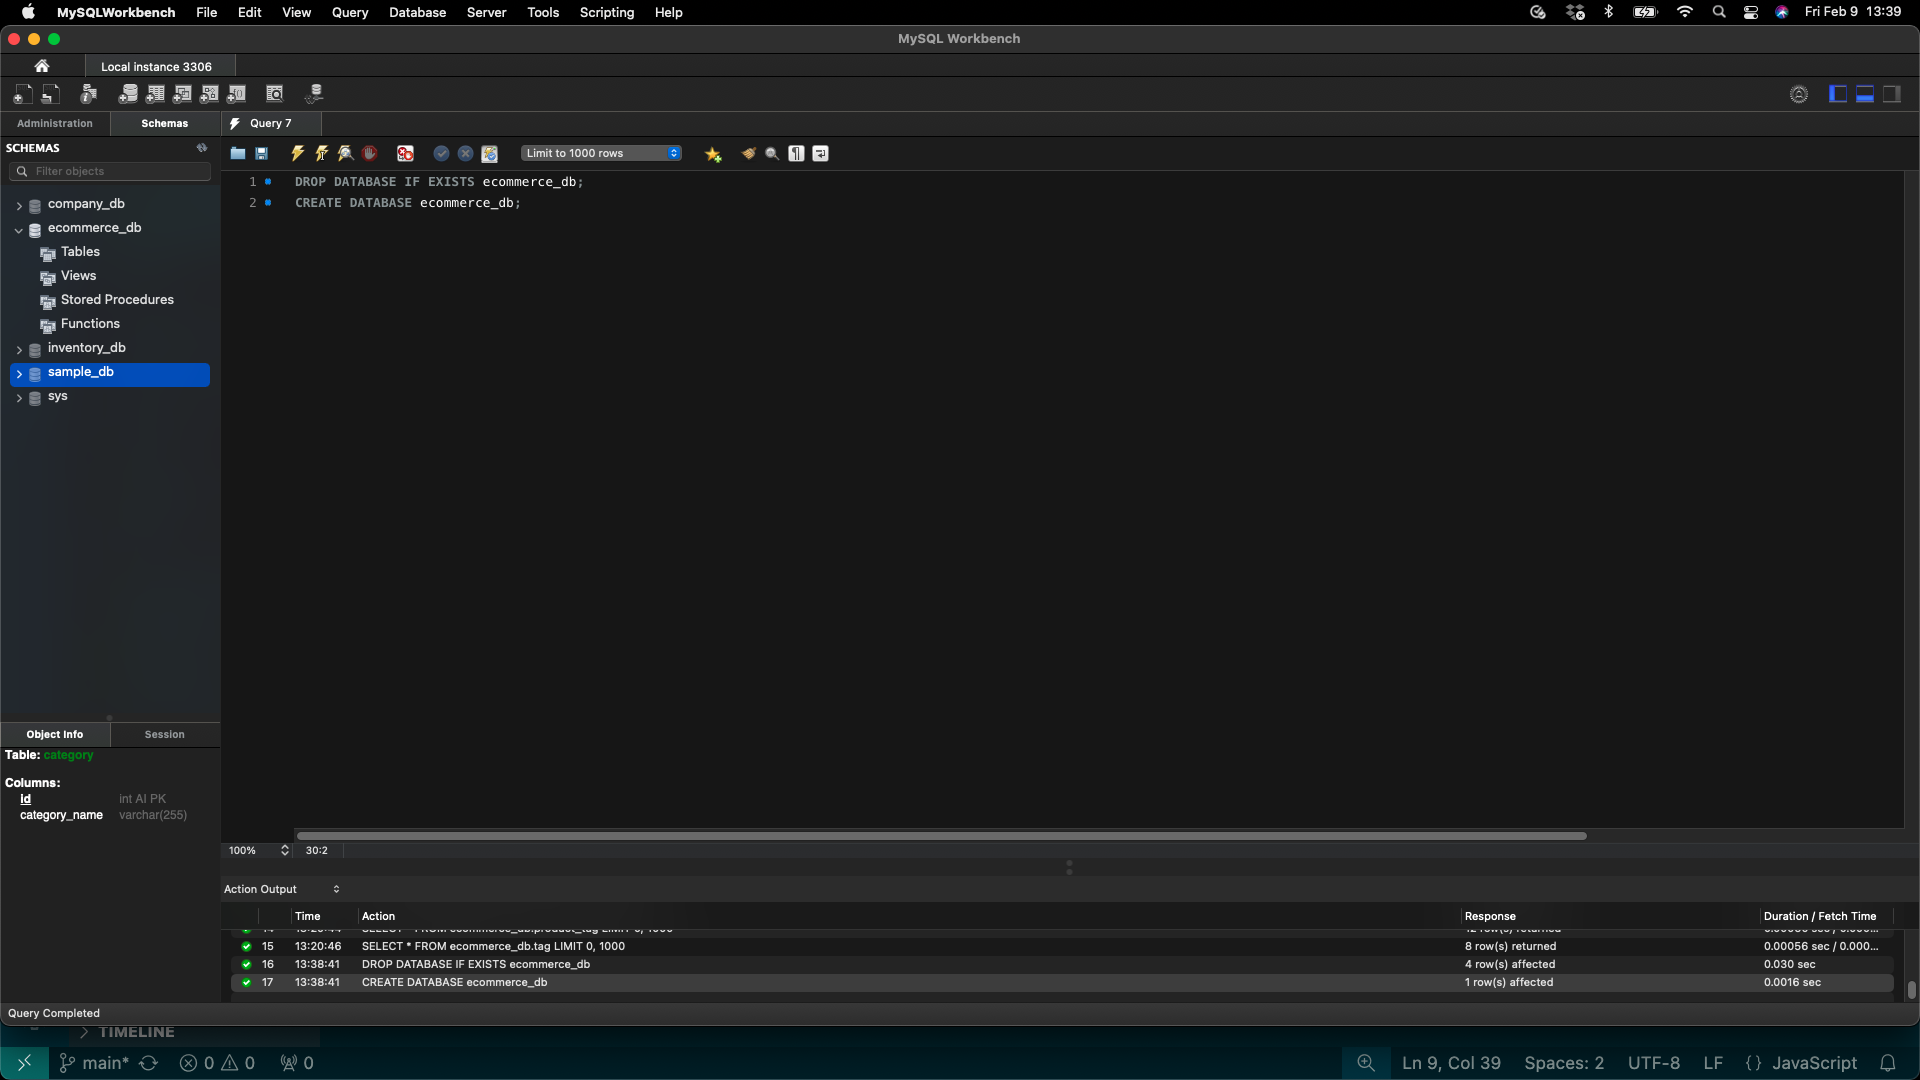 MySQLWorkbench File Edit View Query Database Server Tools Scripting Help Fri Feb 9 13:39
MySQL Workbench
Local instance 3306
Administration Schemas Query 7
SCHEMAS
Limit to 1000 rows
Filter objects
1 DROP DATABASE IF EXISTS ecommerce_db;
2 CREATE DATABASE ecommerce_db;
company_db
ecommerce_db
Tables
Views
Stored Procedures
Functions
inventory_db
sample_db
sys
Object Info Session
Table: category
Columns:
id int AI PK
category_name varchar(255)
100% 30:2
Action Output
Time Action Response Duration / Fetch Time
15 13:20:46 SELECT * FROM ecommerce_db.tag LIMIT 0, 1000 8 row(s) returned 0.00056 sec / 0.000...
16 13:38:41 DROP DATABASE IF EXISTS ecommerce_db 4 row(s) affected 0.030 sec
17 13:38:41 CREATE DATABASE ecommerce_db 1 row(s) affected 0.0016 sec
Query Completed
TIMELINE
main* 0 0 0 Ln 9, Col 39 Spaces: 2 UTF-8 LF {} JavaScript